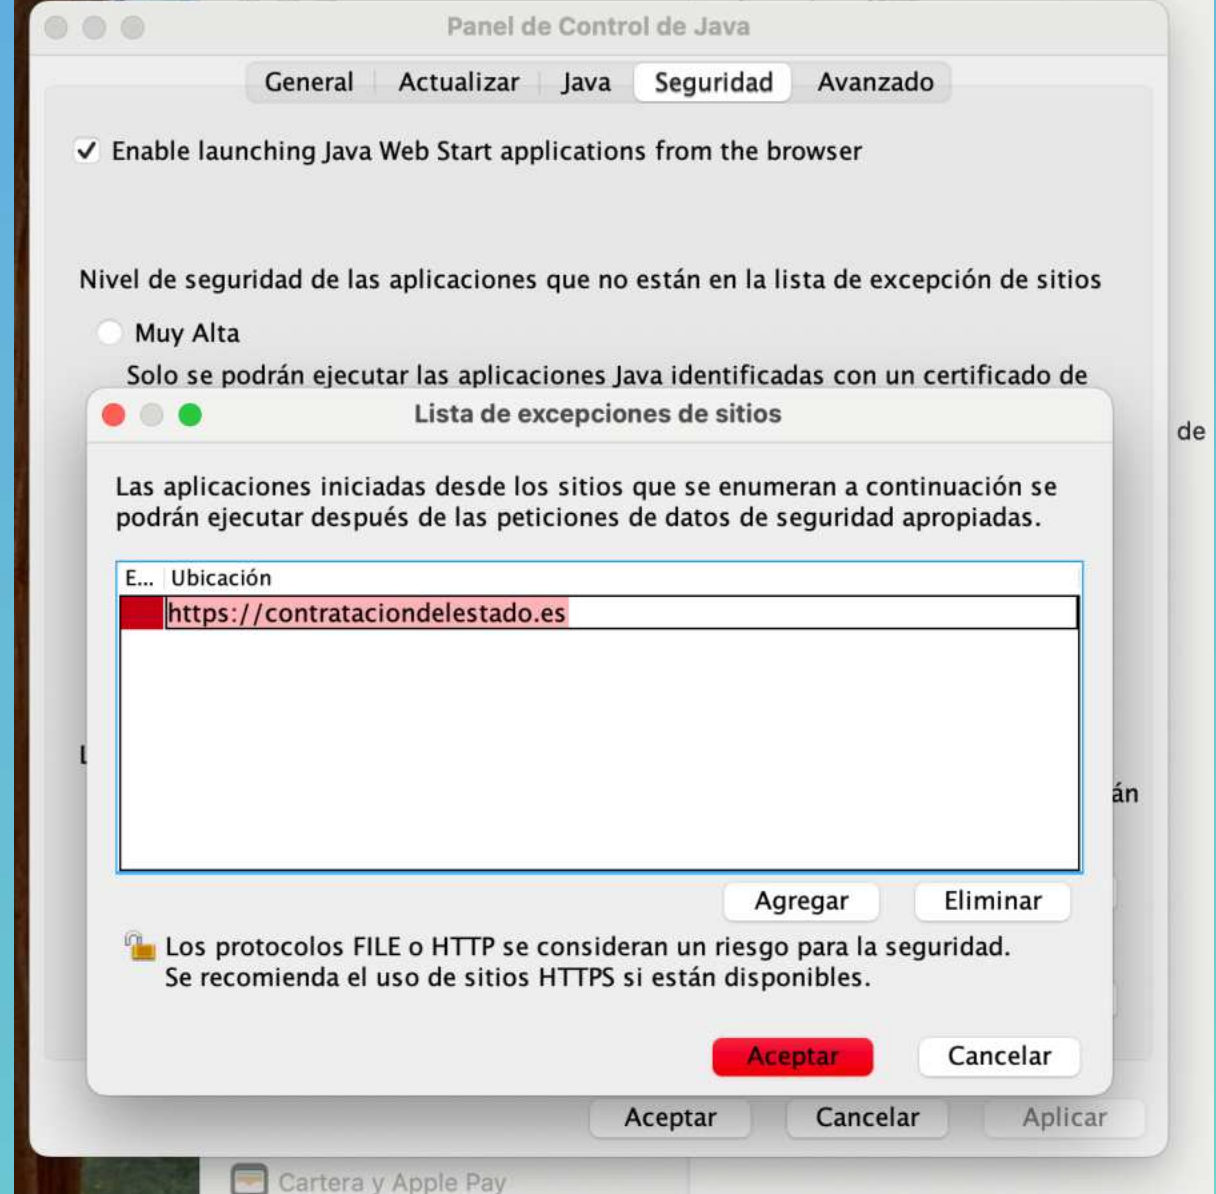 Panel de Control de Java
General Actualizar Java Seguridad Avanzado
Enable launching Java Web Start applications from the browser
Nivel de seguridad de las aplicaciones que no están en la lista de excepción de sitios
Muy Alta
Solo se podrán ejecutar las aplicaciones Java identificadas con un certificado de
Lista de excepciones de sitios
de
Las aplicaciones iniciadas desde los sitios que se enumeran a continuación se
podrán ejecutar después de las peticiones de datos de seguridad apropiadas.
E... Ubicación
https://contrataciondelestado.es
án
Agregar Eliminar
Los protocolos FILE o HTTP se consideran un riesgo para la seguridad.
Se recomienda el uso de sitios HTTPS si están disponibles.
Aceptar Cancelar
Aceptar Cancelar Aplicar
Cartera y Apple Pay